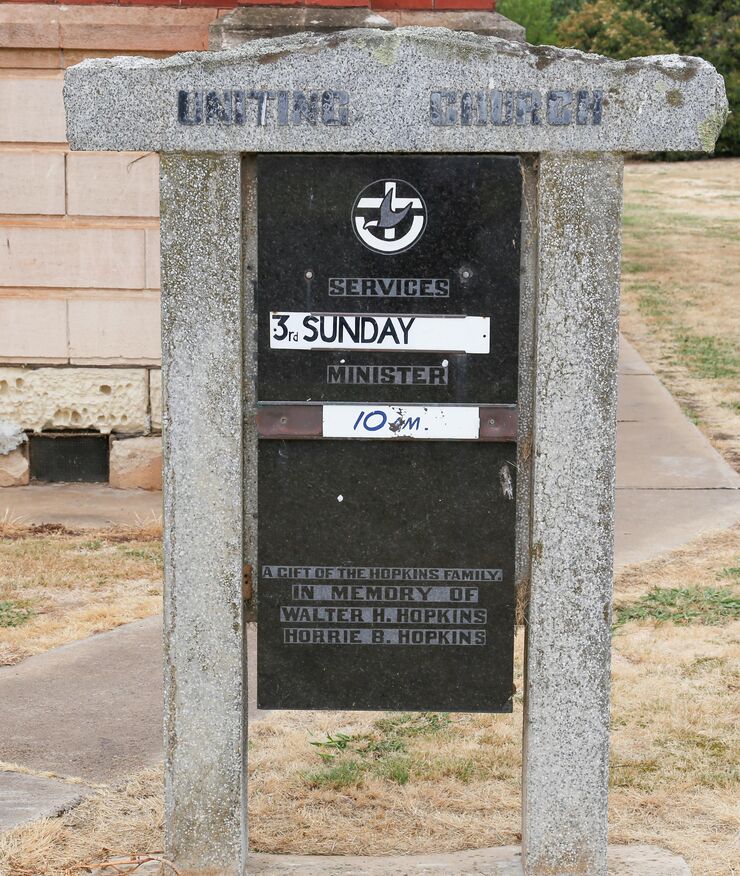 UNITING CHURCH
SERVICES
3rd SUNDAY
MINISTER
10 AM.
A GIFT OF THE HOPKINS FAMILY.
IN MEMORY OF
WALTER H. HOPKINS
HORRIE B. HOPKINS